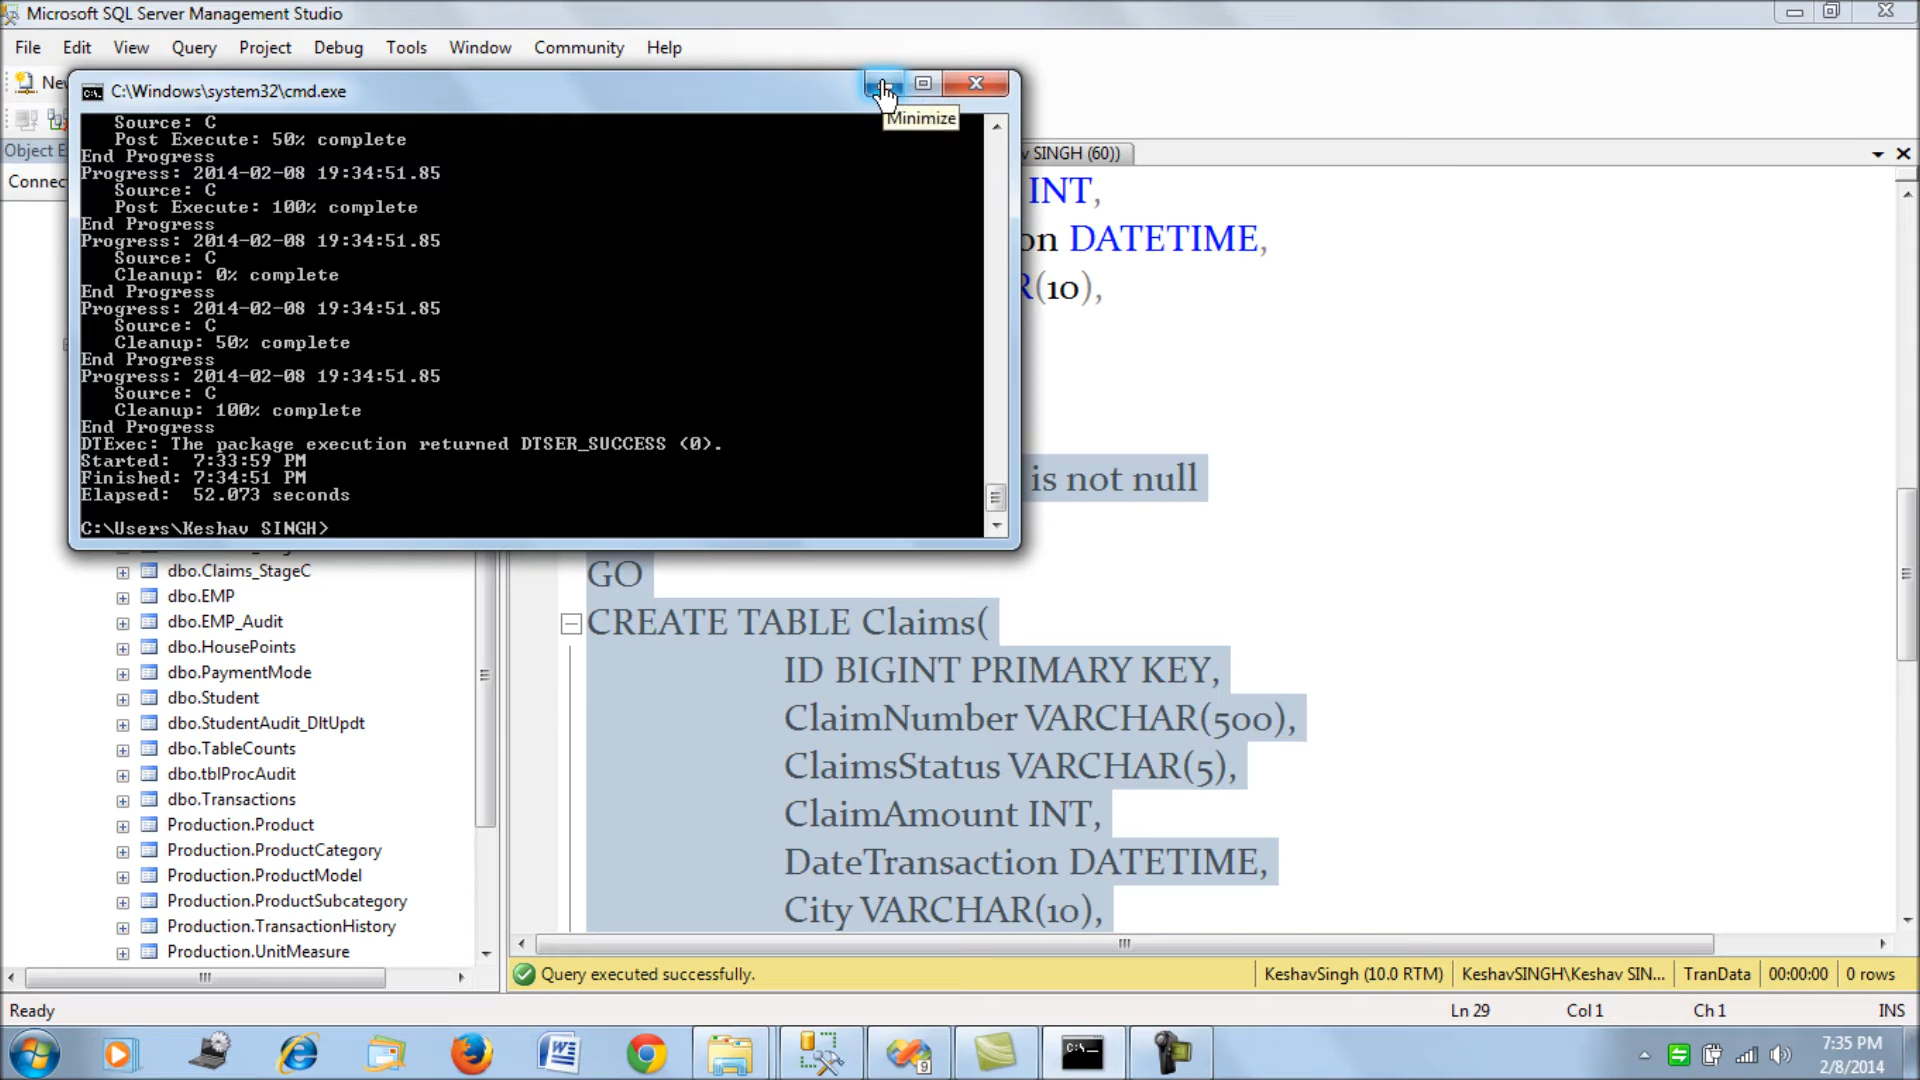 Microsoft SQL Server Management Studio
File Edit View Query Project Debug Tools Window Community Help
C:\Windows\system32\cmd.exe
Minimize
Source: C
Post Execute: 50% complete
End Progress
Progress: 2014-02-08 19:34:51.85
Source: C
Post Execute: 100% complete
End Progress
Progress: 2014-02-08 19:34:51.85
Source: C
Cleanup: 0% complete
End Progress
Progress: 2014-02-08 19:34:51.85
Source: C
Cleanup: 50% complete
End Progress
Progress: 2014-02-08 19:34:51.85
Source: C
Cleanup: 100% complete
End Progress
DTExec: The package execution returned DTSER_SUCCESS (0).
Started:  7:33:59 PM
Finished: 7:34:51 PM
Elapsed:  52.073 seconds
C:\Users\Keshav SINGH>
SINGH (60))
INT,
on DATETIME,
R(10),
is not null
GO
CREATE TABLE Claims(
ID BIGINT PRIMARY KEY,
ClaimNumber VARCHAR(500),
ClaimsStatus VARCHAR(5),
ClaimAmount INT,
DateTransaction DATETIME,
City VARCHAR(10),
dbo.Claims_StageC
dbo.EMP
dbo.EMP_Audit
dbo.HousePoints
dbo.PaymentMode
dbo.Student
dbo.StudentAudit_DltUpdt
dbo.TableCounts
dbo.tblProcAudit
dbo.Transactions
Production.Product
Production.ProductCategory
Production.ProductModel
Production.ProductSubcategory
Production.TransactionHistory
Production.UnitMeasure
Query executed successfully. KeshavSingh (10.0 RTM) KeshavSINGH\Keshav SIN... TranData 00:00:00 0 rows
Ready Ln 29 Col 1 Ch 1 INS
7:35 PM
2/8/2014